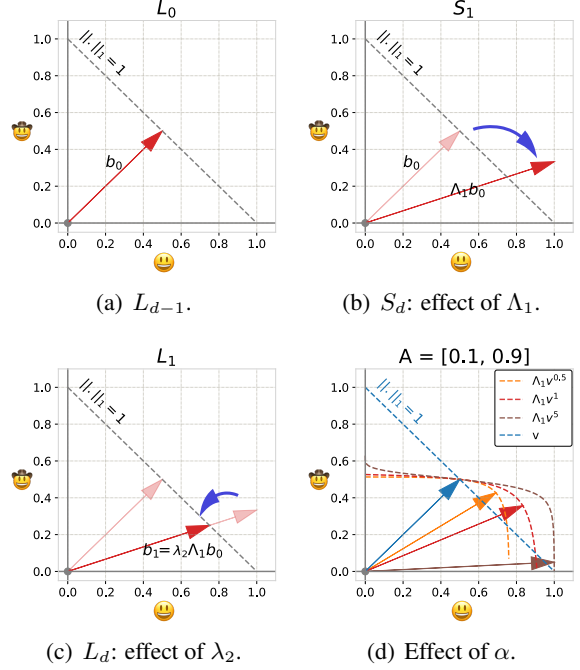 L₀
||.||₁ = 1
1.0
0.8
0.6
0.4
0.2
0.0
b₀
0.0 0.2 0.4 0.6 0.8 1.0
(a) L_{d−1}.
S₁
||.||₁ = 1
1.0
0.8
0.6
0.4
0.2
0.0
b₀
Λ₁b₀
0.0 0.2 0.4 0.6 0.8 1.0
(b) S_d: effect of Λ₁.
L₁
||.||₁ = 1
1.0
0.8
0.6
0.4
0.2
0.0
b₁ = λ₂Λ₁b₀
0.0 0.2 0.4 0.6 0.8 1.0
(c) L_d: effect of λ₂.
A = [0.1, 0.9]
||.||₁ = 1
Λ₁v^{0,5}
Λ₁v¹
Λ₁v⁵
v
1.0
0.8
0.6
0.4
0.2
0.0
0.0 0.2 0.4 0.6 0.8 1.0
(d) Effect of α.